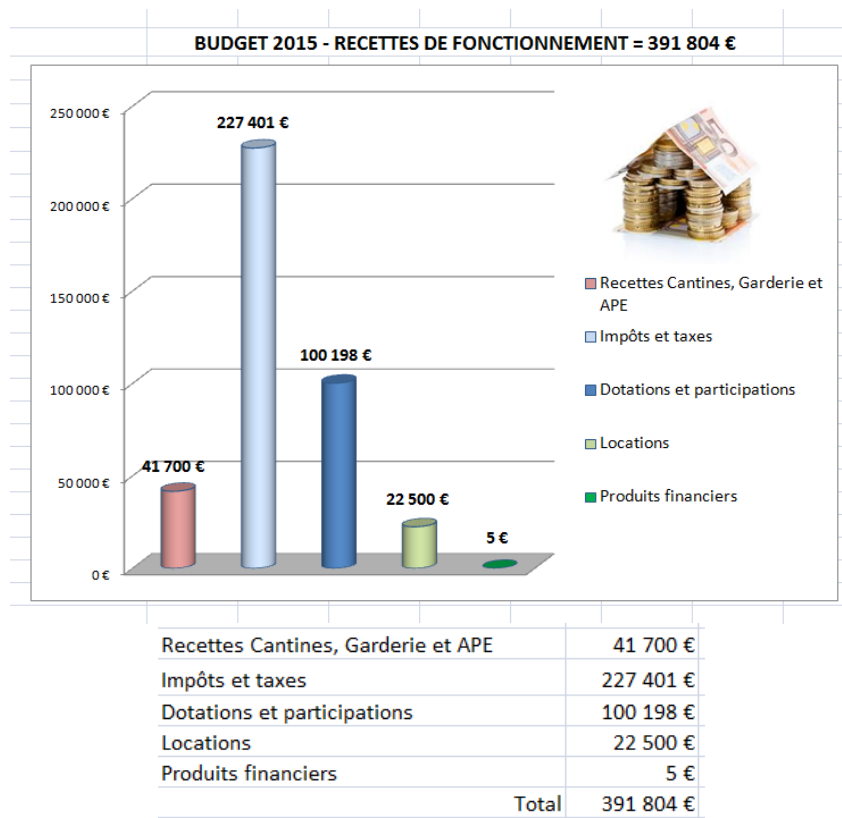 BUDGET 2015 - RECETTES DE FONCTIONNEMENT = 391 804 €
250 000 €
200 000 €
150 000 €
100 000 €
50 000 €
0 €
41 700 €
227 401 €
100 198 €
22 500 €
5 €
Recettes Cantines, Garderie et
APE
Impôts et taxes
Dotations et participations
Locations
Produits financiers
Recettes Cantines, Garderie et APE 41 700 €
Impôts et taxes 227 401 €
Dotations et participations 100 198 €
Locations 22 500 €
Produits financiers 5 €
Total 391 804 €